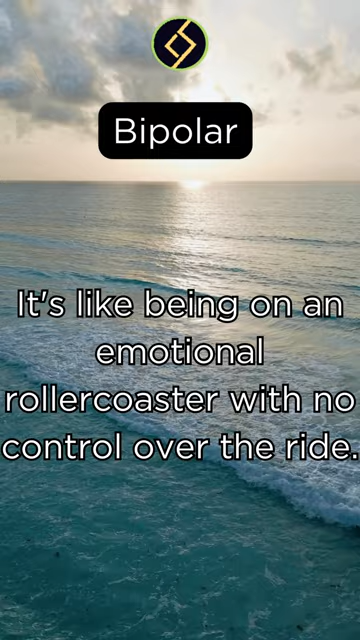 Bipolar
It's like being on an
emotional
rollercoaster with no
control over the ride.